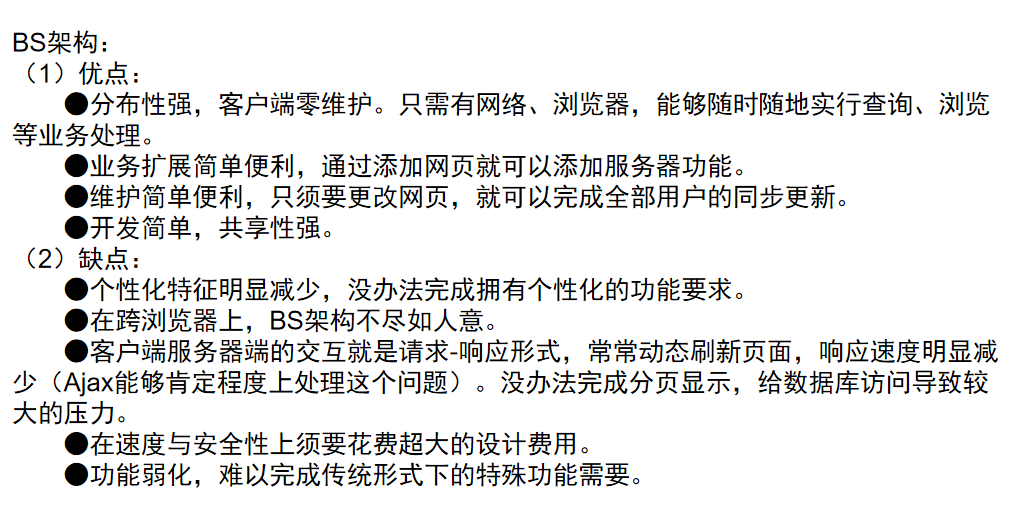 BS架构：
（1）优点：
●分布性强，客户端零维护。只需有网络、浏览器，能够随时随地实行查询、浏览
等业务处理。
●业务扩展简单便利，通过添加网页就可以添加服务器功能。
●维护简单便利，只须要更改网页，就可以完成全部用户的同步更新。
●开发简单，共享性强。
（2）缺点：
●个性化特征明显减少，没办法完成拥有个性化的功能要求。
●在跨浏览器上，BS架构不尽如人意。
●客户端服务器端的交互就是请求-响应形式，常常动态刷新页面，响应速度明显减
少（Ajax能够肯定程度上处理这个问题）。没办法完成分页显示，给数据库访问导致较
大的压力。
●在速度与安全性上须要花费超大的设计费用。
●功能弱化，难以完成传统形式下的特殊功能需要。